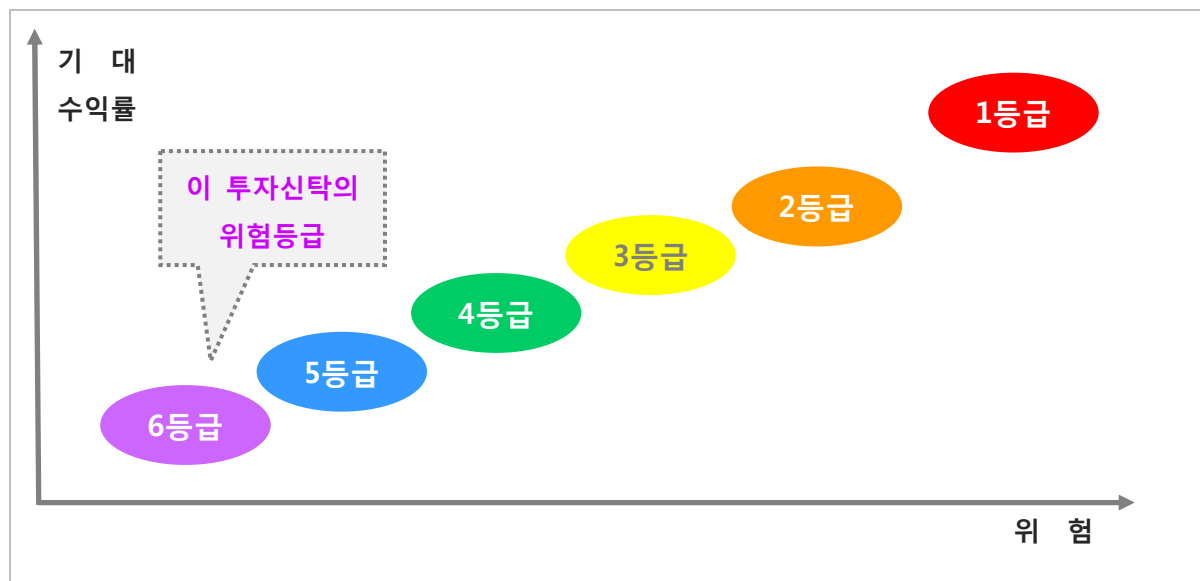 기 대
수익률
1등급
이 투자신탁의
위험등급
2등급
3등급
4등급
5등급
6등급
위 험